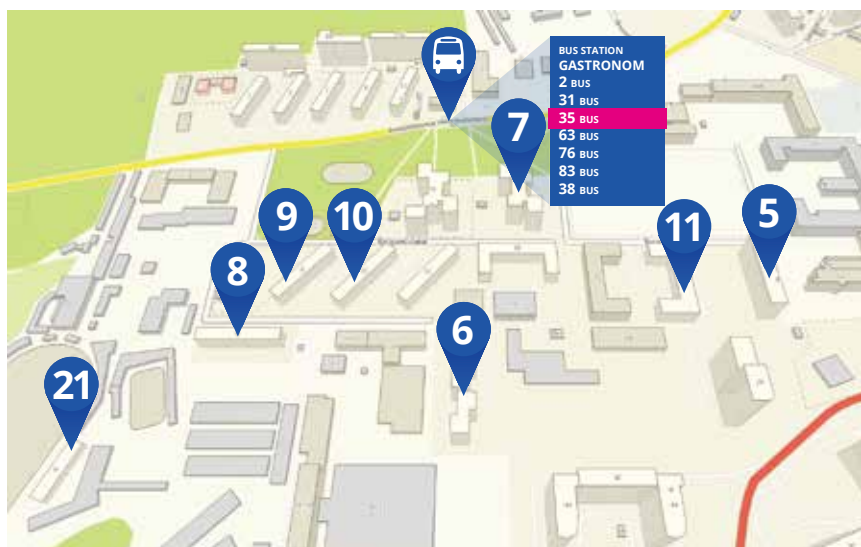 BUS STATION
GASTRONOM
2 BUS
31 BUS
35 BUS
63 BUS
76 BUS
83 BUS
38 BUS
7
9
10
11
5
8
6
21